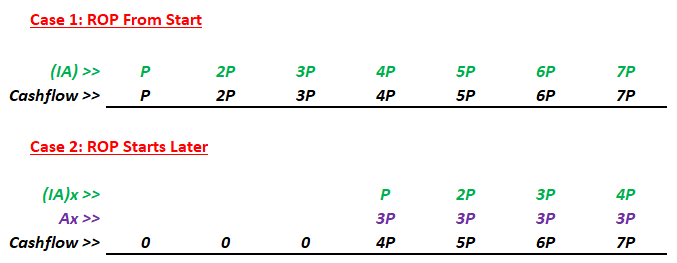 Case 1: ROP From Start
(IA) >> P 2P 3P 4P 5P 6P 7P
Cashflow >> P 2P 3P 4P 5P 6P 7P
Case 2: ROP Starts Later
(IA)x >> P 2P 3P 4P
Ax >> 3P 3P 3P 3P
Cashflow >> 0 0 0 4P 5P 6P 7P